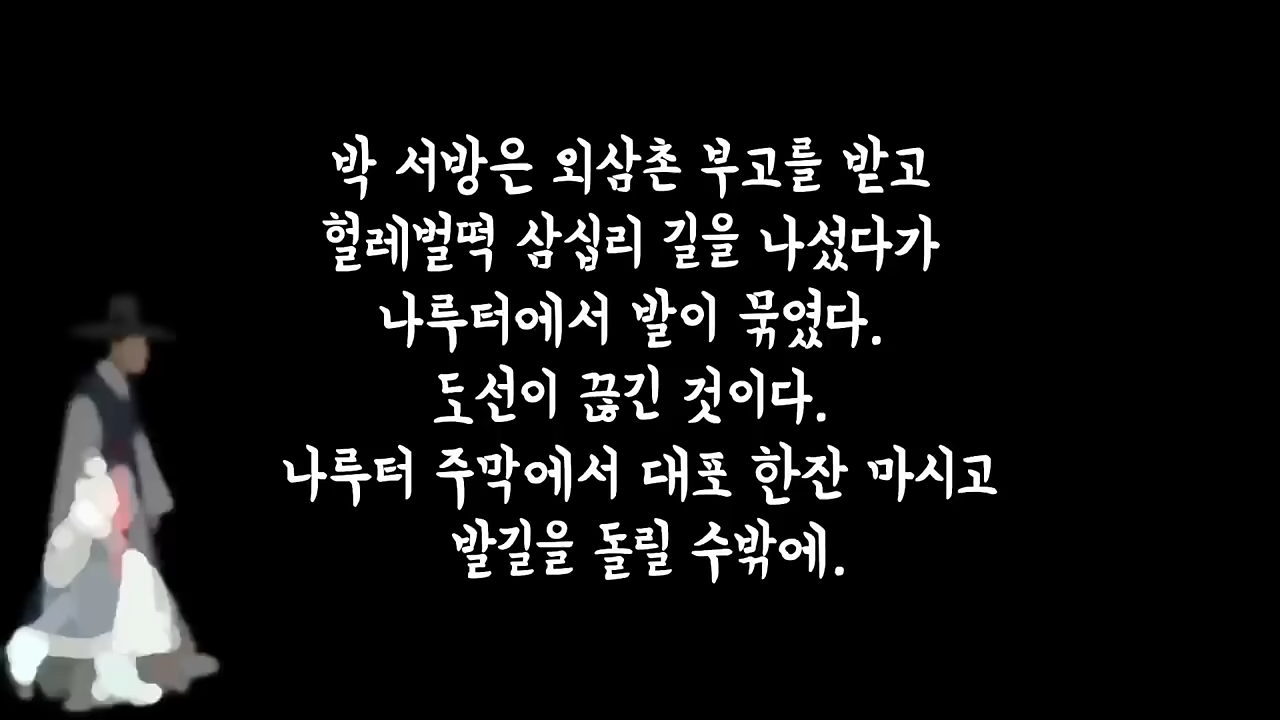 박 서방은 외삼촌 부고를 받고
헐레벌떡 삼십리 길을 나섰다가
나루터에서 발이 묶였다.
도선이 끊긴 것이다.
나루터 주막에서 대포 한잔 마시고
발길을 돌릴 수밖에.